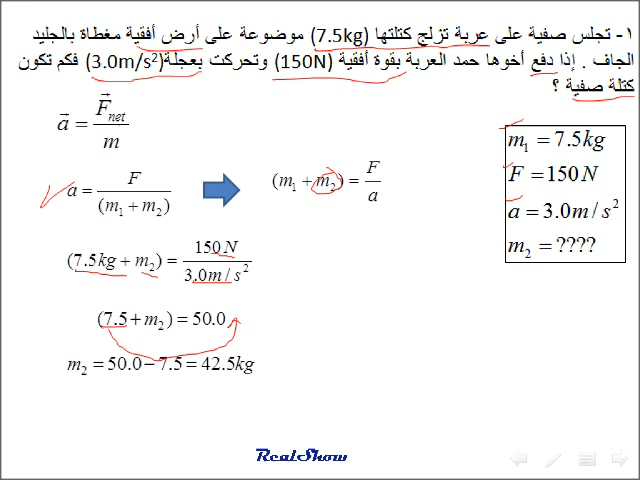 ١- تجلس صفية على عربة تزلج كتلتها (7.5kg) موضوعة على أرض أفقية مغطاة بالجليد
الجاف . إذا دفع أخوها حمد العربة بقوة أفقية (150N) وتحركت بعجلة(3.0m/s²) فكم تكون
كتلة صفية ؟
a⃗ = F⃗net / m
a = F / (m₁ + m₂)
(m₁ + m₂) = F / a
(7.5kg + m₂) = 150 N / 3.0m / s²
(7.5 + m₂) = 50.0
m₂ = 50.0 − 7.5 = 42.5kg
m₁ = 7.5kg
F = 150 N
a = 3.0m / s²
m₂ = ????
RealShow